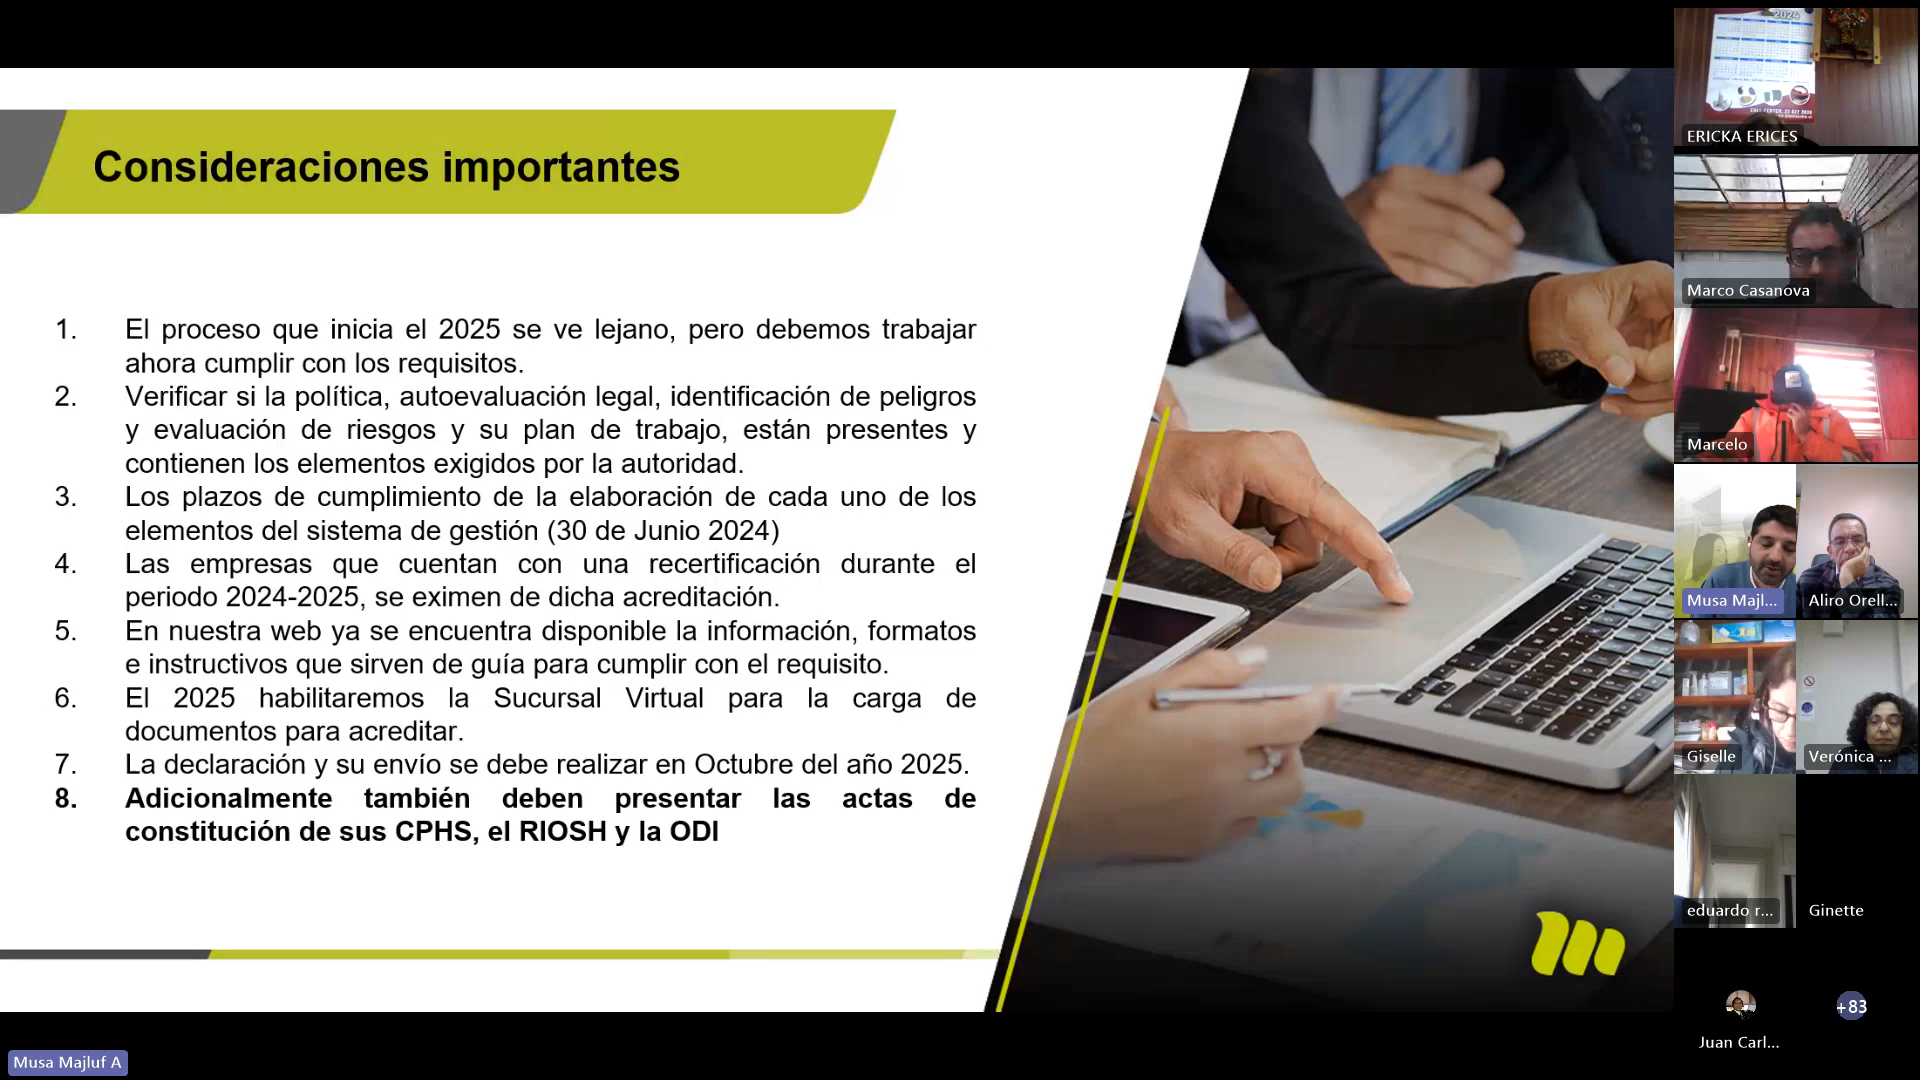 Consideraciones importantes
1. El proceso que inicia el 2025 se ve lejano, pero debemos trabajar
ahora cumplir con los requisitos.
2. Verificar si la política, autoevaluación legal, identificación de peligros
y evaluación de riesgos y su plan de trabajo, están presentes y
contienen los elementos exigidos por la autoridad.
3. Los plazos de cumplimiento de la elaboración de cada uno de los
elementos del sistema de gestión (30 de Junio 2024)
4. Las empresas que cuentan con una recertificación durante el
periodo 2024-2025, se eximen de dicha acreditación.
5. En nuestra web ya se encuentra disponible la información, formatos
e instructivos que sirven de guía para cumplir con el requisito.
6. El 2025 habilitaremos la Sucursal Virtual para la carga de
documentos para acreditar.
7. La declaración y su envío se debe realizar en Octubre del año 2025.
8. Adicionalmente también deben presentar las actas de
constitución de sus CPHS, el RIOSH y la ODI
Musa Majluf A
2024
ERICKA ERICES
Marco Casanova
Marcelo
Musa Majl...
Aliro Orell...
Giselle
Verónica ...
eduardo r...
Ginette
Juan Carl...
+83